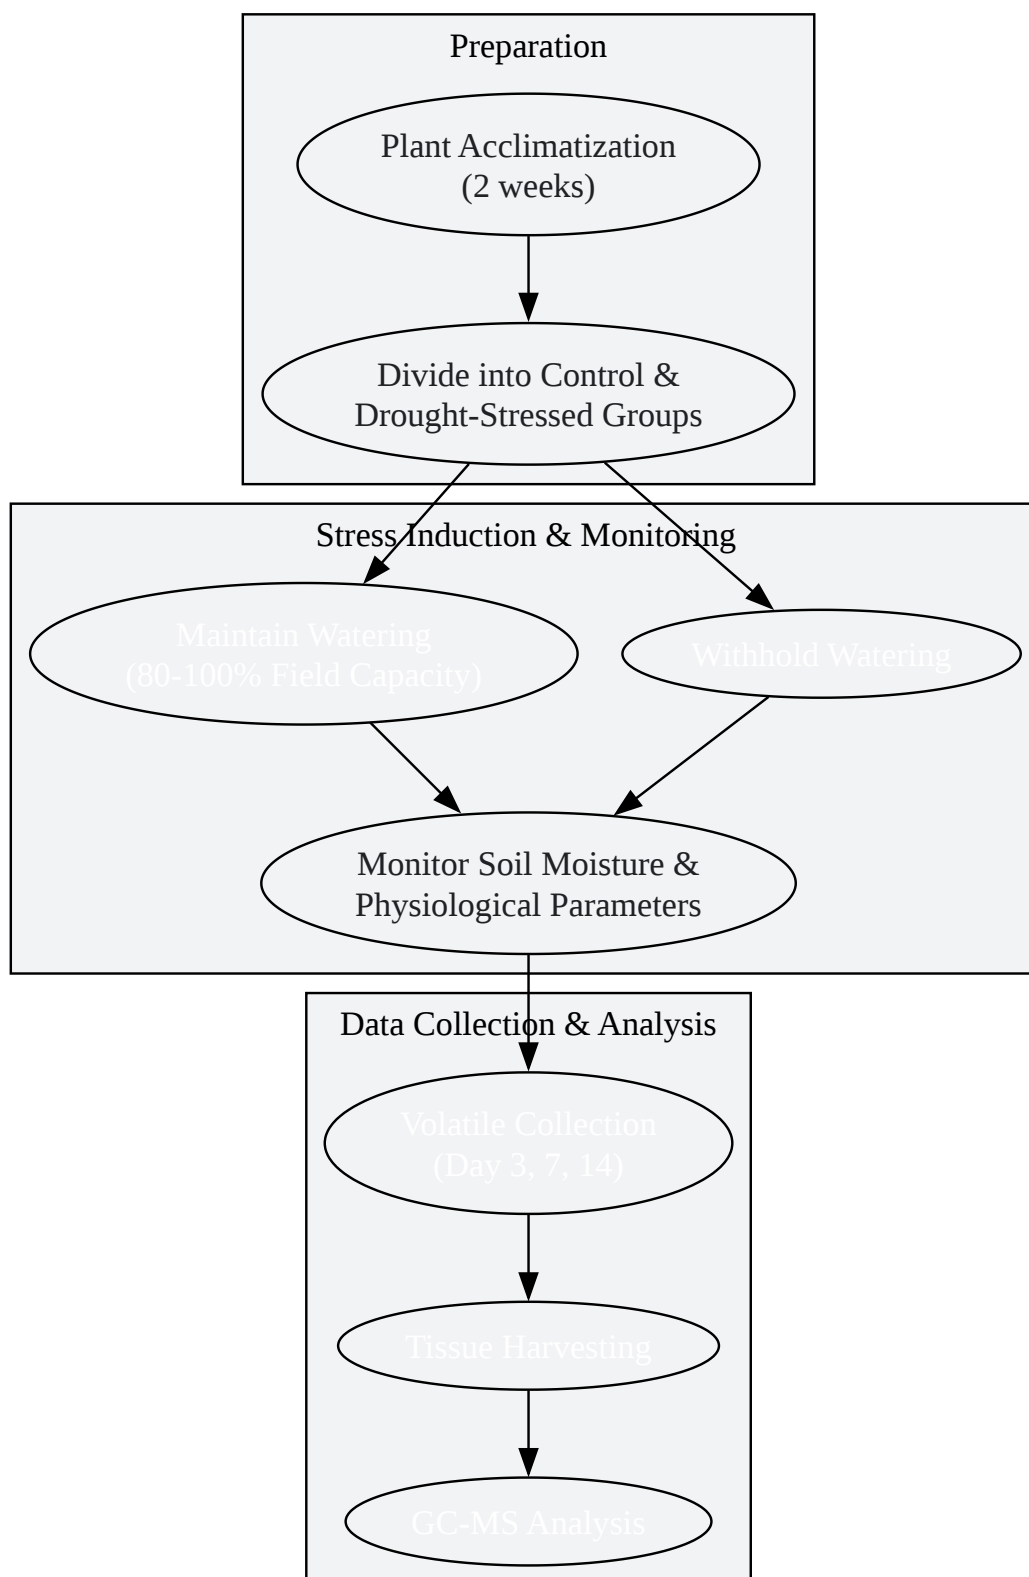 Preparation
Plant Acclimatization
(2 weeks)
Divide into Control &
Drought-Stressed Groups
Stress Induction & Monitoring
Maintain Watering
(80-100% Field Capacity)
Withhold Watering
Monitor Soil Moisture &
Physiological Parameters
Data Collection & Analysis
Volatile Collection
(Day 3, 7, 14)
Tissue Harvesting
GC-MS Analysis